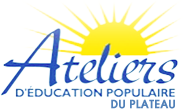 Ateliers
D'ÉDUCATION POPULAIRE
DU PLATEAU